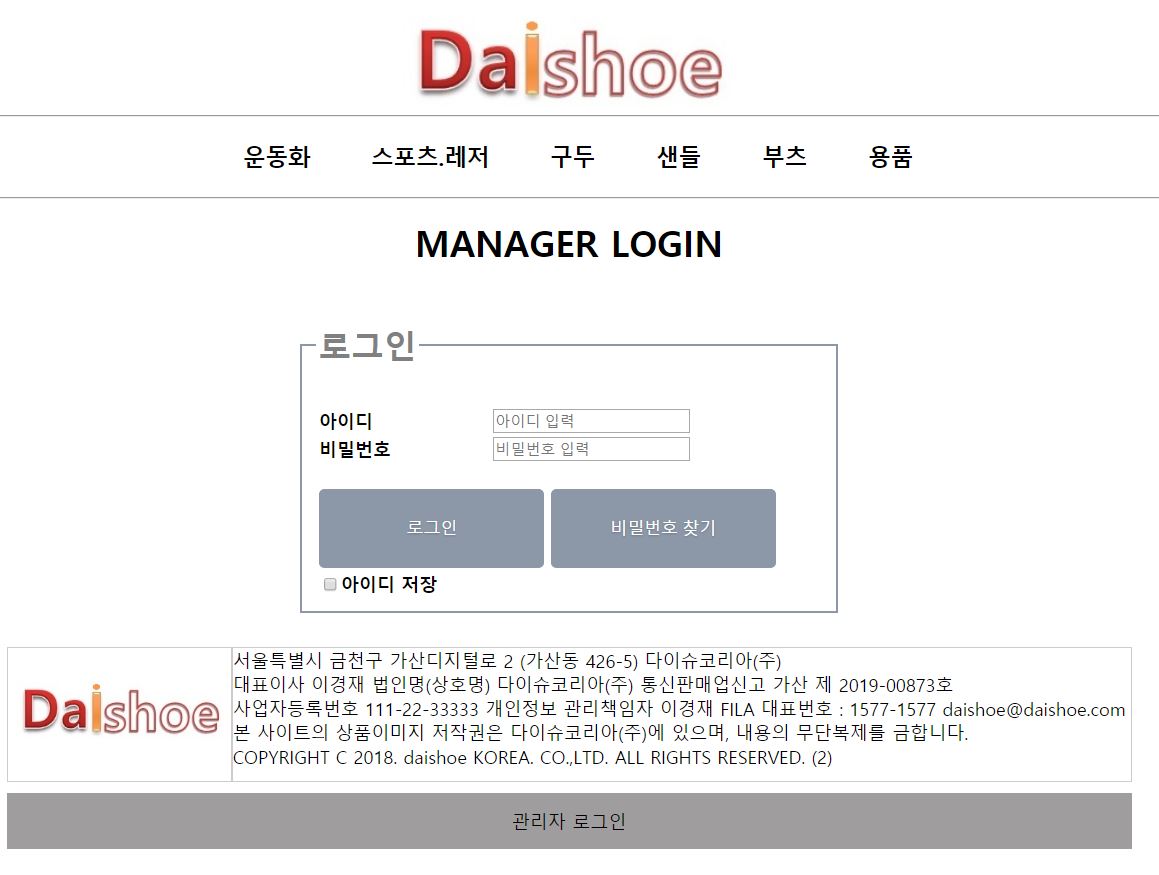 Daishoe
운동화 스포츠.레저 구두 샌들 부츠 용품
MANAGER LOGIN
로그인
아이디 아이디 입력
비밀번호 비밀번호 입력
로그인 비밀번호 찾기
아이디 저장
Daishoe
서울특별시 금천구 가산디지털로 2 (가산동 426-5) 다이슈코리아(주)
대표이사 이경재 법인명(상호명) 다이슈코리아(주) 통신판매업신고 가산 제 2019-00873호
사업자등록번호 111-22-33333 개인정보 관리책임자 이경재 FILA 대표번호 : 1577-1577 daishoe@daishoe.com
본 사이트의 상품이미지 저작권은 다이슈코리아(주)에 있으며, 내용의 무단복제를 금합니다.
COPYRIGHT C 2018. daishoe KOREA. CO.,LTD. ALL RIGHTS RESERVED. (2)
관리자 로그인